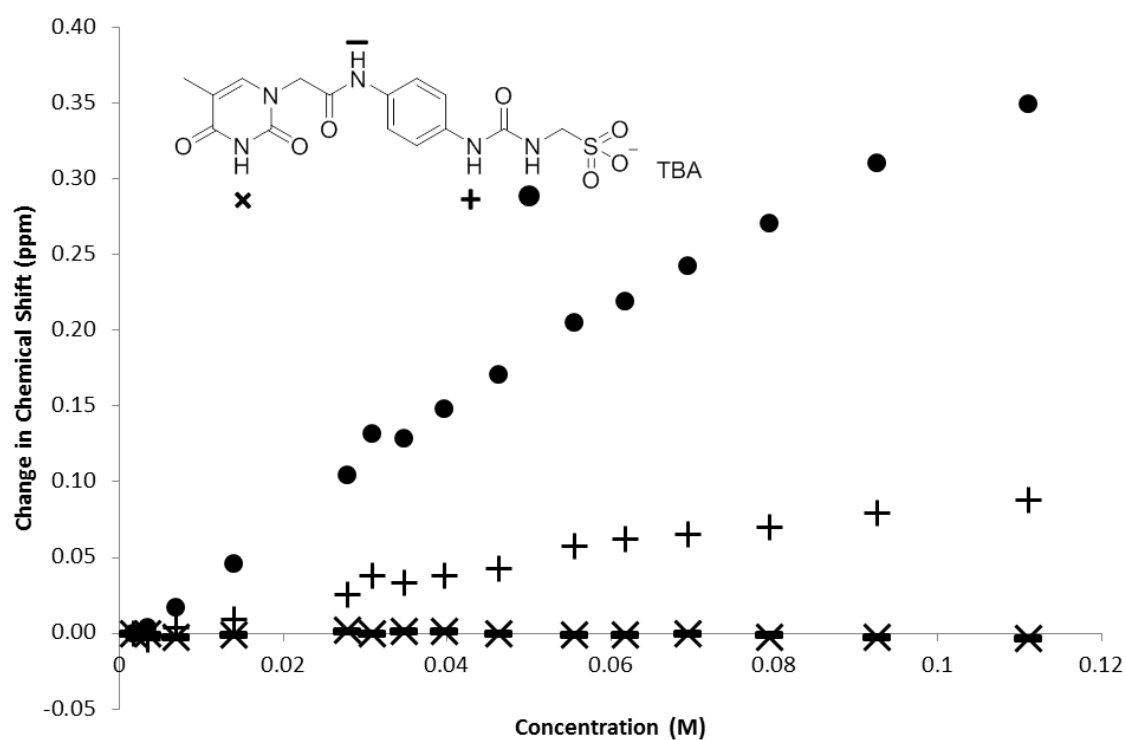 0.40
0.35
0.30
0.25
0.20
0.15
0.10
0.05
0.00
-0.05
Change in Chemical Shift (ppm)
H
N
N
O
O
O
O
N
H
O
N
H
N
H
S
O
O
O
−
TBA
0
0.02
0.04
0.06
0.08
0.1
0.12
Concentration (M)